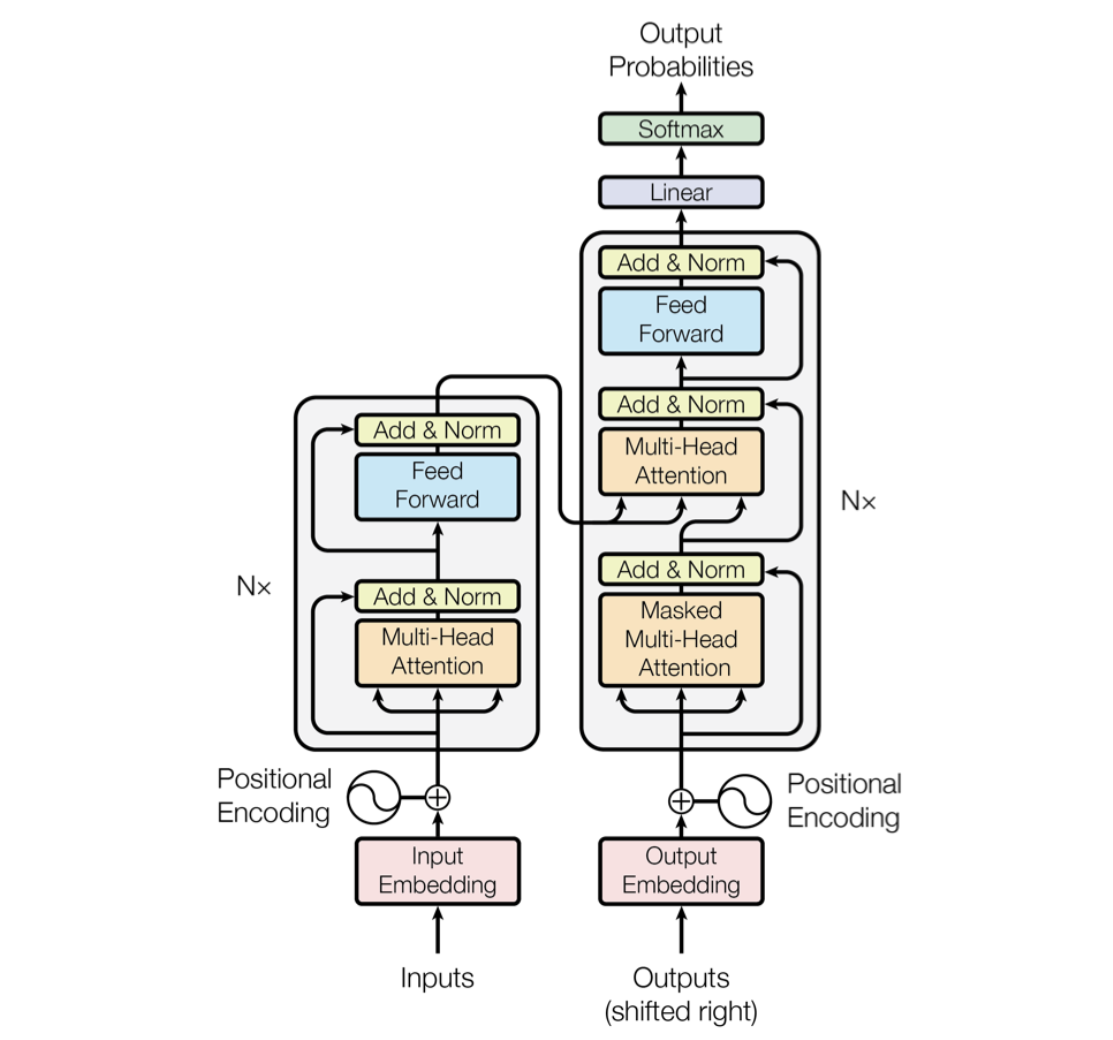 Output
Probabilities
Softmax
Linear
Add & Norm
Feed
Forward
Add & Norm
Multi-Head
Attention
Nx
Add & Norm
Masked
Multi-Head
Attention
Add & Norm
Feed
Forward
Nx
Add & Norm
Multi-Head
Attention
Positional
Encoding
Positional
Encoding
Input
Embedding
Output
Embedding
Inputs
Outputs
(shifted right)